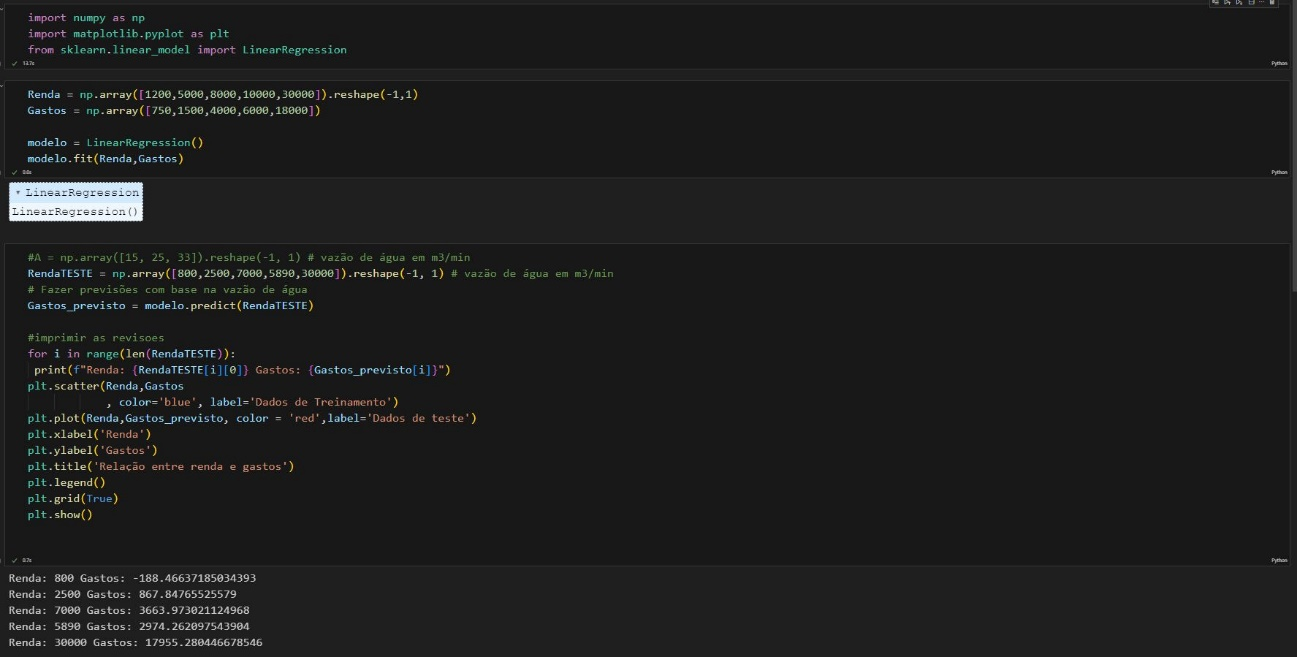 import numpy as np
import matplotlib.pyplot as plt
from sklearn.linear_model import LinearRegression
Python
Renda = np.array([1200,5000,8000,10000,30000]).reshape(-1,1)
Gastos = np.array([750,1500,4000,6000,18000])
modelo = LinearRegression()
modelo.fit(Renda,Gastos)
Python
LinearRegression
LinearRegression()
#A = np.array([15, 25, 33]).reshape(-1, 1) # vazão de água em m3/min
RendaTESTE = np.array([800,2500,7000,5890,30000]).reshape(-1, 1) # vazão de água em m3/min
# Fazer previsões com base na vazão de água
Gastos_previsto = modelo.predict(RendaTESTE)
#imprimir as revisoes
for i in range(len(RendaTESTE)):
print(f"Renda: {RendaTESTE[i][0]} Gastos: {Gastos_previsto[i]}")
plt.scatter(Renda,Gastos
, color='blue', label='Dados de Treinamento')
plt.plot(Renda,Gastos_previsto, color = 'red',label='Dados de teste')
plt.xlabel('Renda')
plt.ylabel('Gastos')
plt.title('Relação entre renda e gastos')
plt.legend()
plt.grid(True)
plt.show()
Python
Renda: 800 Gastos: -188.46637185034393
Renda: 2500 Gastos: 867.84765525579
Renda: 7000 Gastos: 3663.973021124968
Renda: 5890 Gastos: 2974.262097543904
Renda: 30000 Gastos: 17955.280446678546